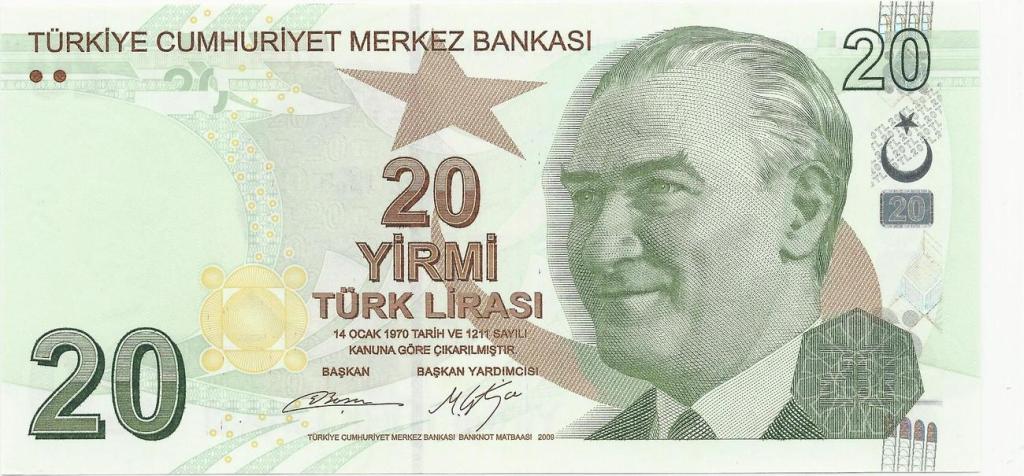 TÜRKİYE CUMHURİYET MERKEZ BANKASI
20
20
20
YİRMİ
TÜRK LİRASI
14 OCAK 1970 TARİH VE 1211 SAYILI
KANUNA GÖRE ÇIKARILMIŞTIR.
BAŞKAN BAŞKAN YARDIMCISI
20
TÜRKİYE CUMHURİYET MERKEZ BANKASI BANKNOT MATBAASI 2009